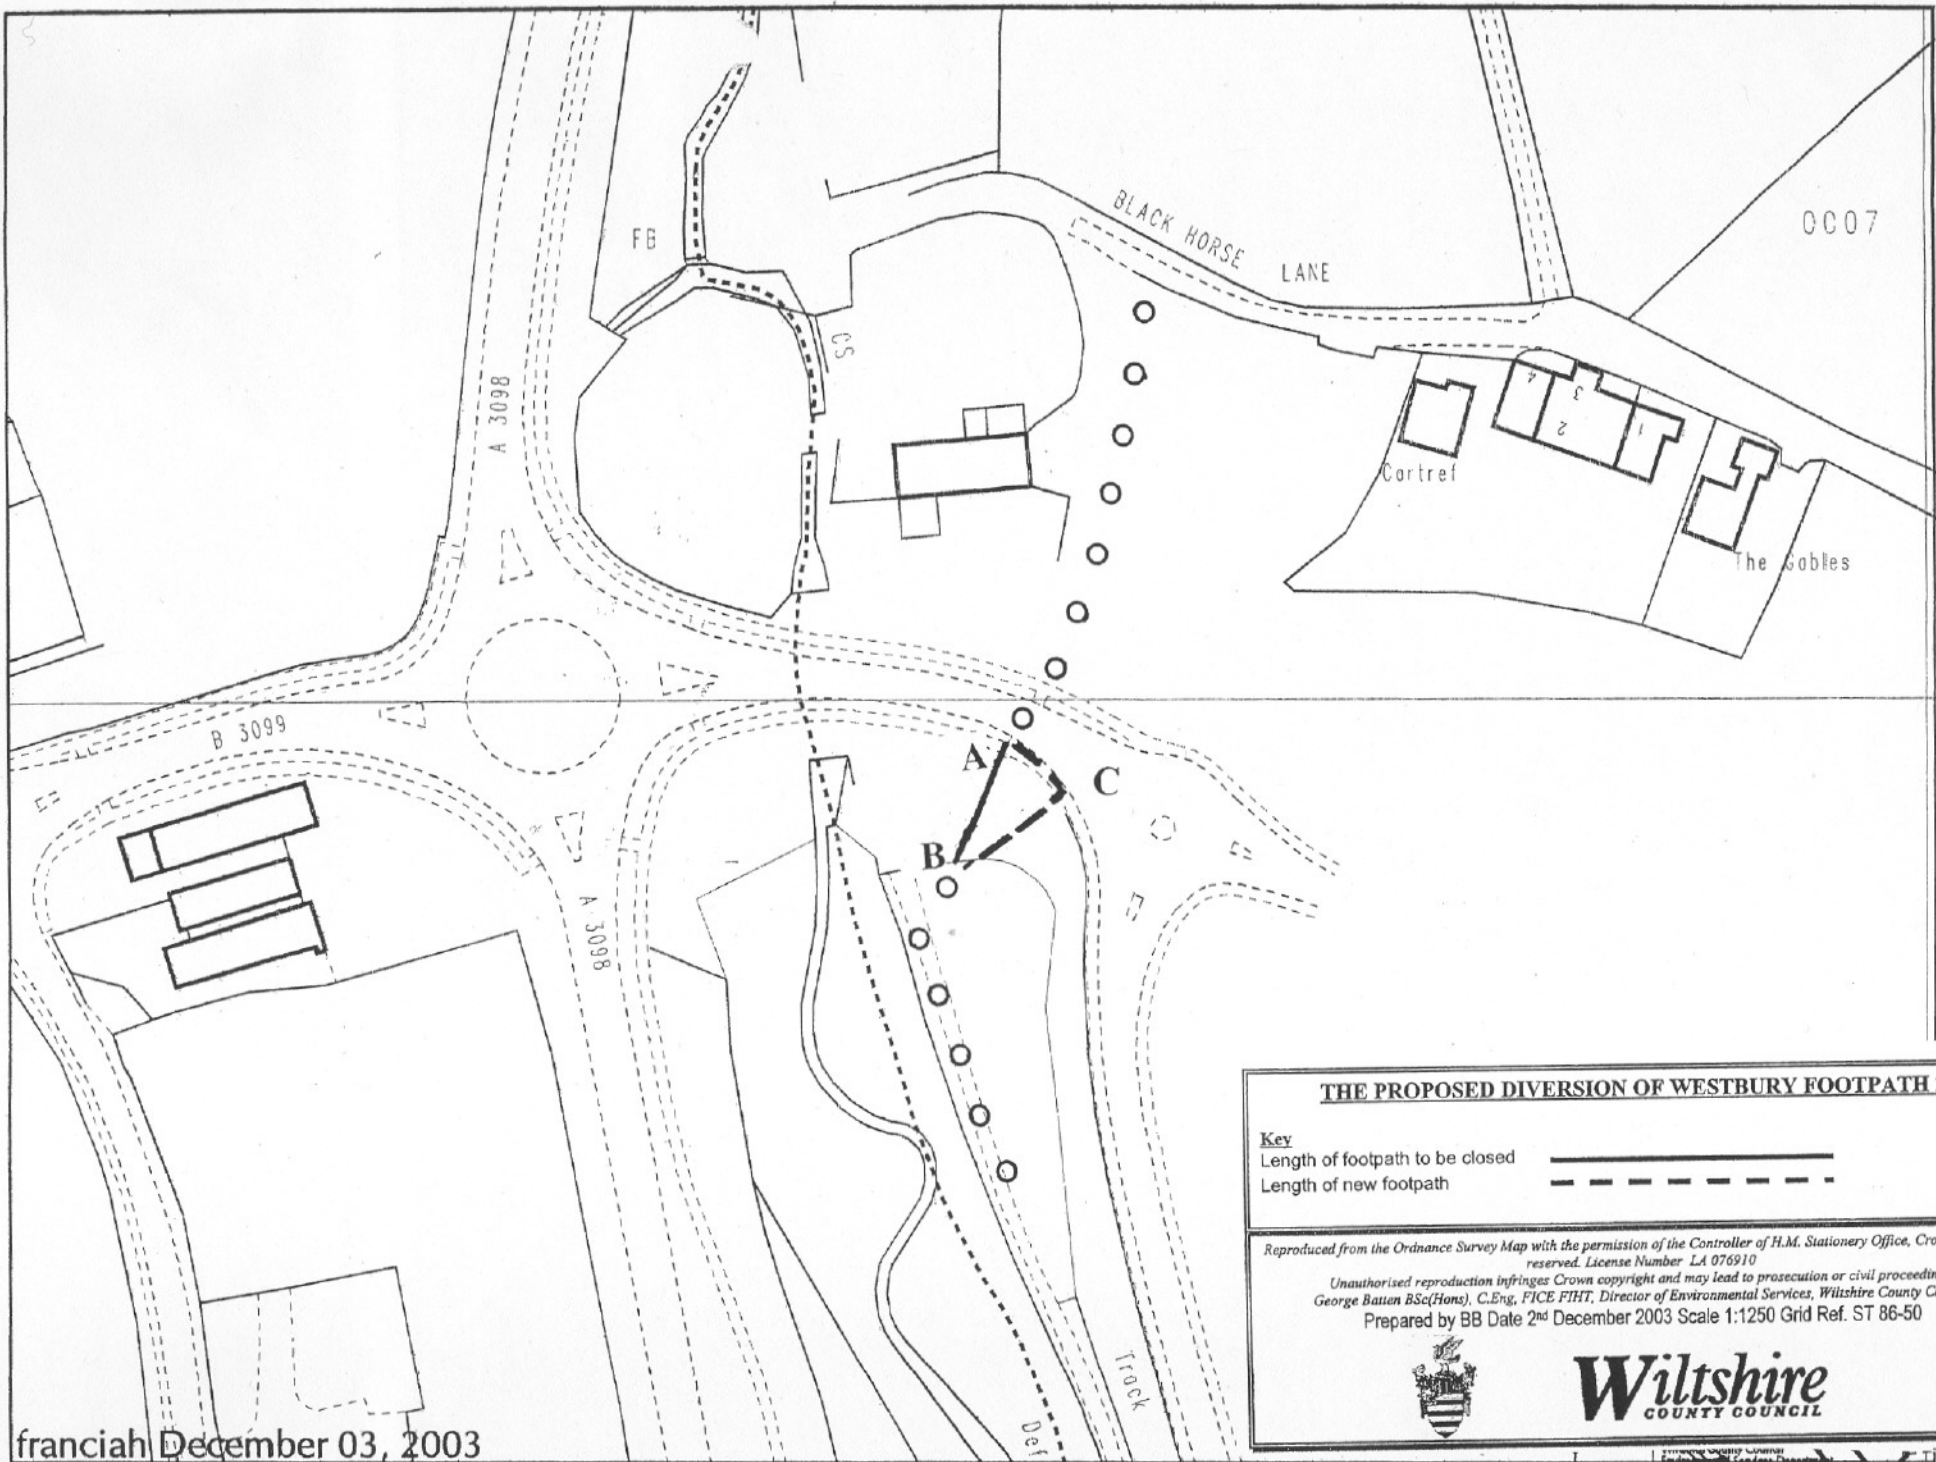 FB
BLACK HORSE LANE
0007
A 3098
CS
4
3
2
1
Cartref
The Gables
B 3099
A
C
B
A 3098
Track
Def
THE PROPOSED DIVERSION OF WESTBURY FOOTPATH
Key
Length of footpath to be closed
Length of new footpath
Reproduced from the Ordnance Survey Map with the permission of the Controller of H.M. Stationery Office, Cro
reserved. License Number LA 076910
Unauthorised reproduction infringes Crown copyright and may lead to prosecution or civil proceedin
George Batten BSc(Hons), C.Eng, FICE FIHT, Director of Environmental Services, Wiltshire County C
Prepared by BB Date 2nd December 2003 Scale 1:1250 Grid Ref. ST 86-50
Wiltshire
COUNTY COUNCIL
franciah December 03, 2003